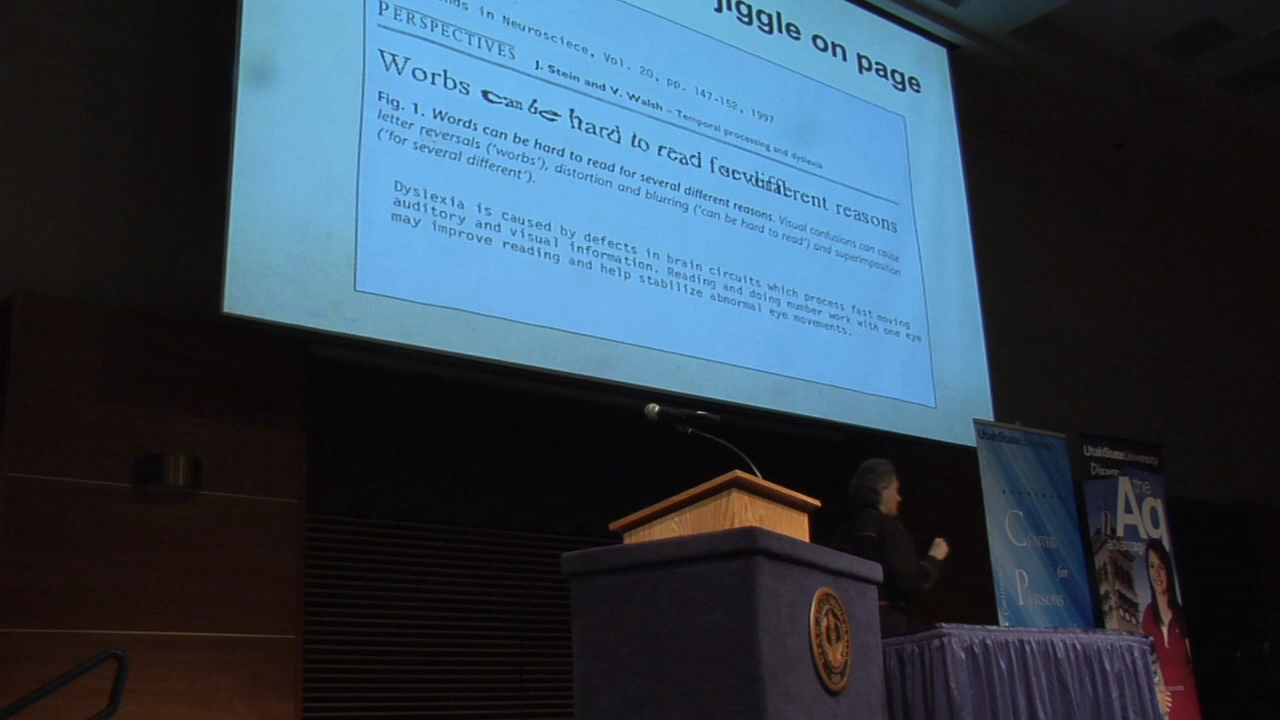 jiggle on page
in Neurosciece, Vol. 20, pp. 147-152, 1997
PERSPECTIVES
J. Stein and V. Walsh – Temporal processing and dyslexia
Worbs can be hard to read for several different reasons
Fig. 1. Words can be hard to read for several different reasons. Visual confusions can cause
letter reversals ('worbs'), distortion and blurring ('can be hard to read') and superimposition
('for several different').
Dyslexia is caused by defects in brain circuits which process fast moving
auditory and visual information. Reading and doing number work with one eye
may improve reading and help stabilize abnormal eye movements.
UtahState
CENTER
for
PERSONS
UtahStateUniversity
the
Ag